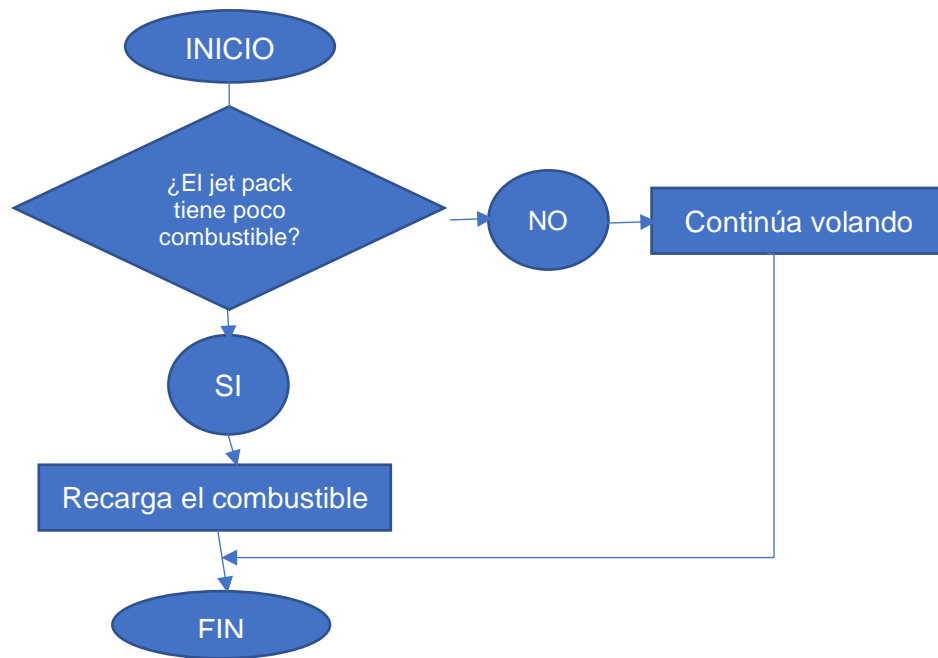 INICIO
¿El jet pack
tiene poco
combustible?
NO
Continúa volando
SI
Recarga el combustible
FIN